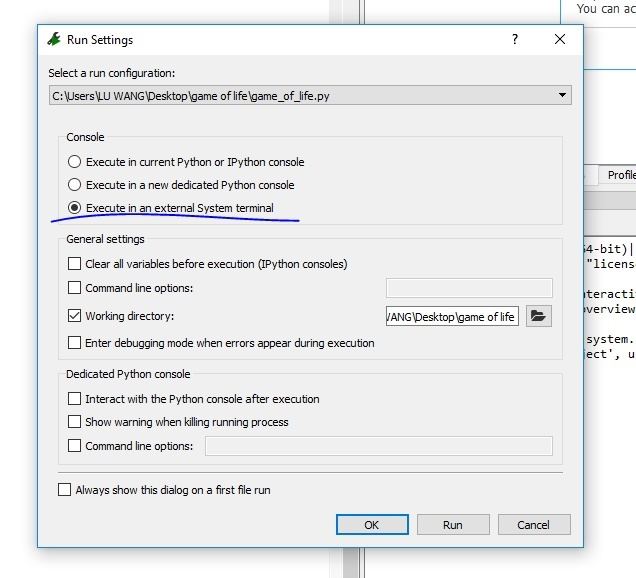 You can ac
Run Settings
?
Select a run configuration:
C:\Users\LU WANG\Desktop\game of life\game_of_life.py
Console
Execute in current Python or IPython console
Execute in a new dedicated Python console
Execute in an external System terminal
General settings
Clear all variables before execution (IPython consoles)
Command line options:
Working directory:
WANG\Desktop\game of life
Enter debugging mode when errors appear during execution
Dedicated Python console
Interact with the Python console after execution
Show warning when killing running process
Command line options:
Always show this dialog on a first file run
OK
Run
Cancel
Profile
64-bit)|
"license
nteractiv
overview
system.
ject', u